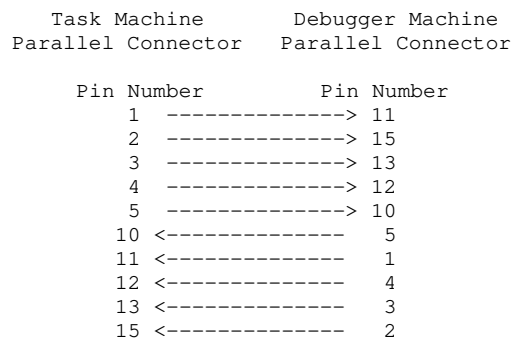 Task Machine Debugger Machine
Parallel Connector Parallel Connector
Pin Number Pin Number
1 --------------> 11
2 --------------> 15
3 --------------> 13
4 --------------> 12
5 --------------> 10
10 <-------------- 5
11 <-------------- 1
12 <-------------- 4
13 <-------------- 3
15 <-------------- 2